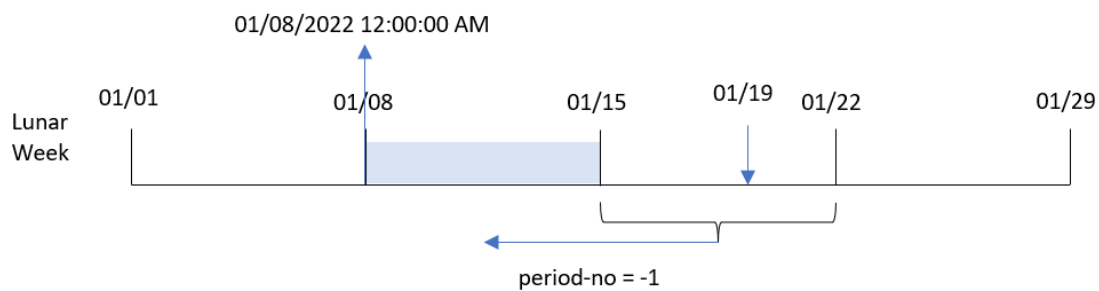 01/08/2022 12:00:00 AM
01/01
01/08
01/15
01/19
01/22
01/29
Lunar
Week
period-no = -1